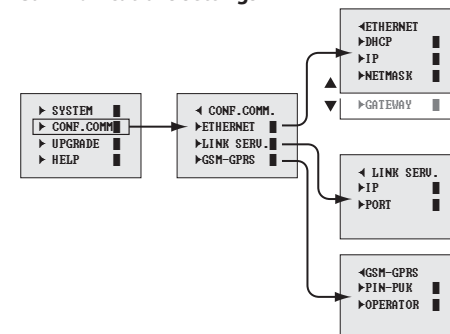 ◀ETHERNET
▶DHCP
▶IP
▶NETMASK
▶GATEWAY
▶ SYSTEM
▶ CONF.COMM
▶ UPGRADE
▶ HELP
◀ CONF.COMM.
▶ETHERNET
▶LINK SERV.
▶GSM-GPRS
◀ LINK SERV.
▶IP
▶PORT
◀GSM-GPRS
▶PIN-PUK
▶OPERATOR